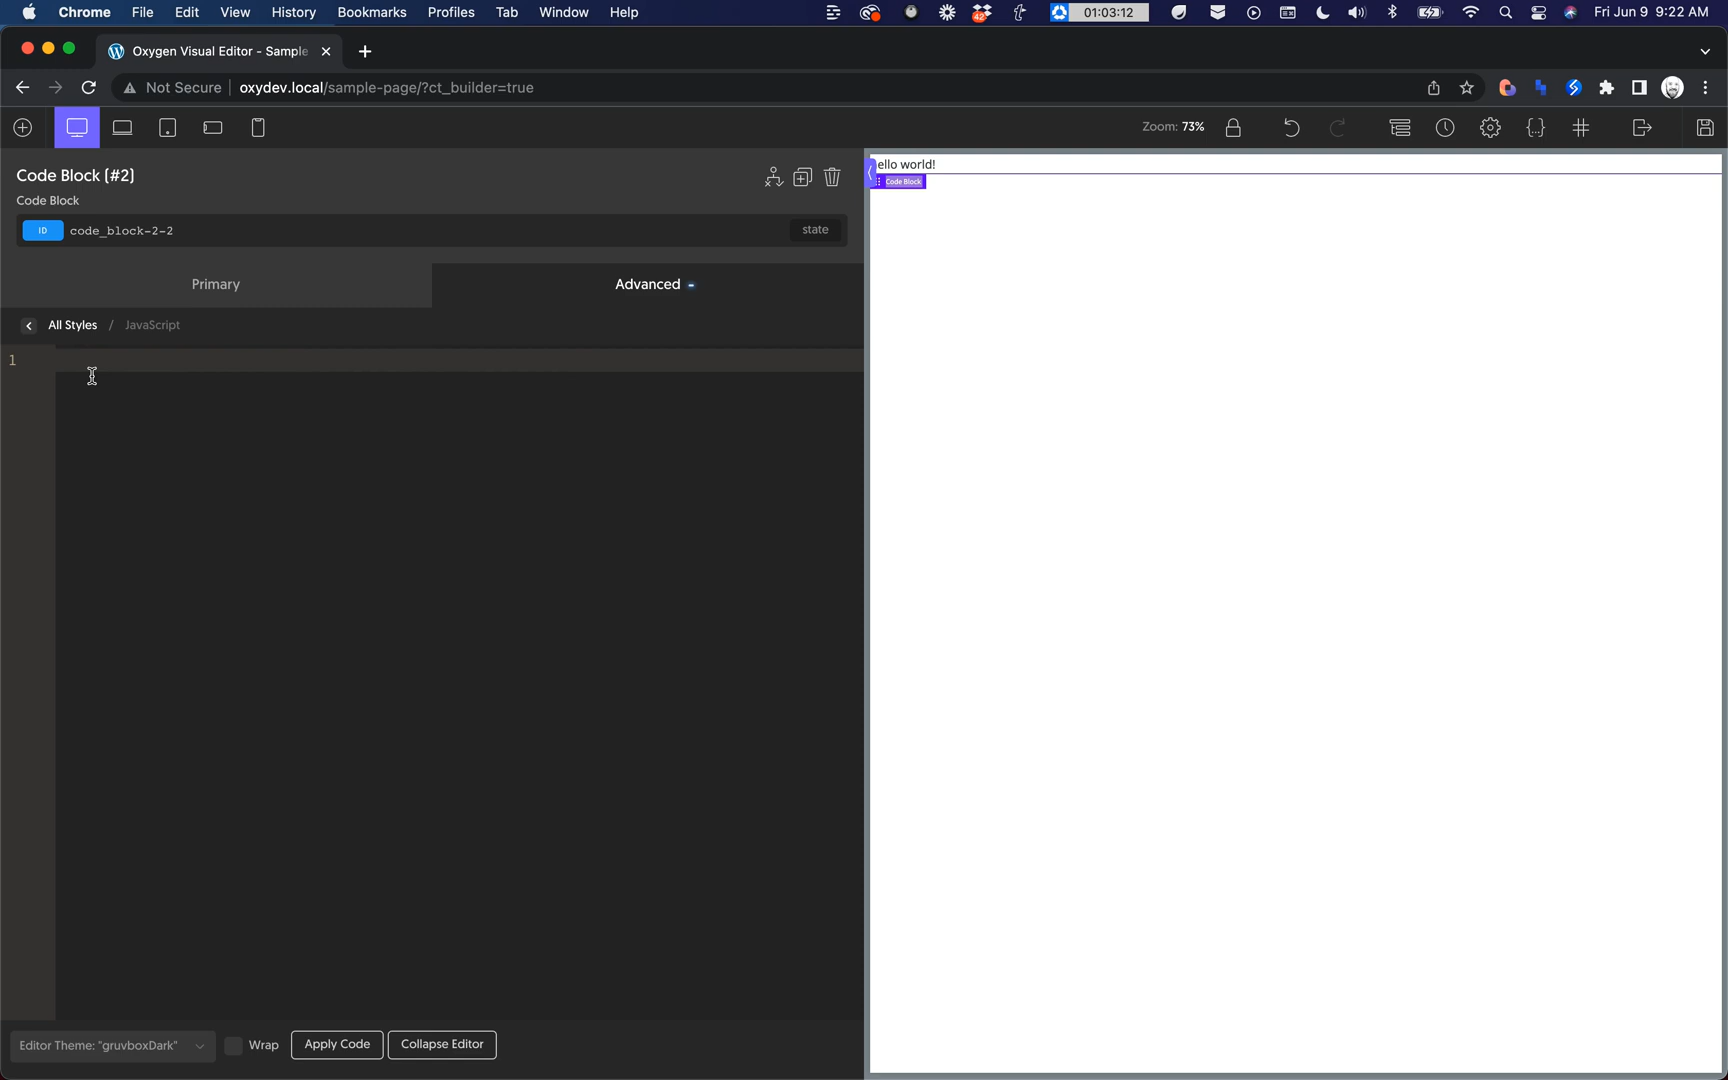 Chrome File Edit View History Bookmarks Profiles Tab Window Help 42 01:03:12 Fri Jun 9 9:22 AM
Oxygen Visual Editor - Sample
Not Secure oxydev.local/sample-page/?ct_builder=true
Zoom: 73%
Code Block (#2)
Code Block
ID code_block-2-2 state
Primary Advanced
All Styles / JavaScript
1
Editor Theme: "gruvboxDark" Wrap Apply Code Collapse Editor
ello world!
Code Block